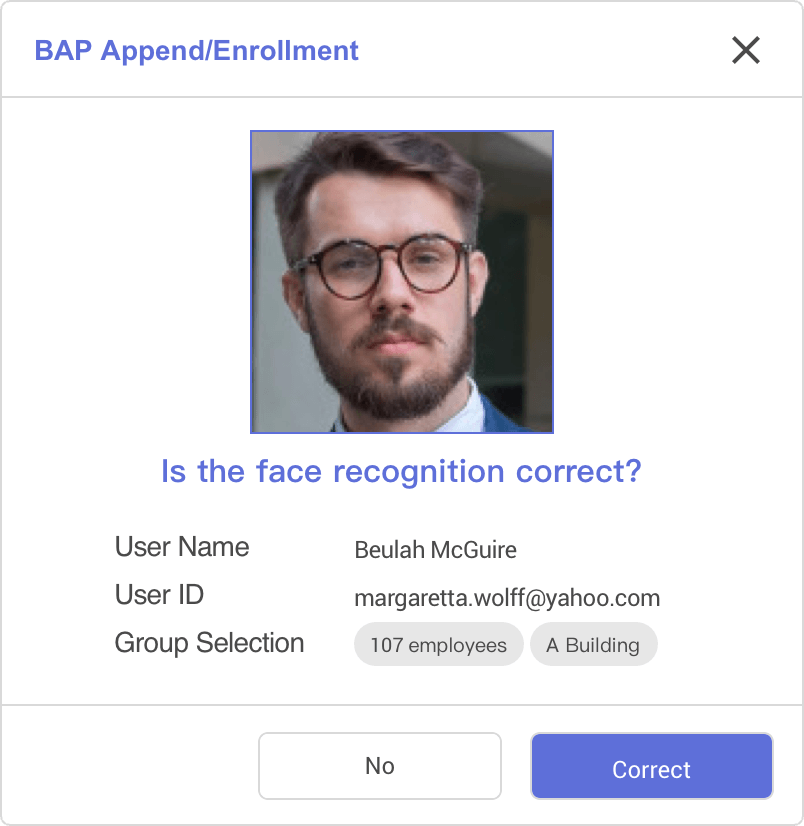 BAP Append/Enrollment
Is the face recognition correct?
User Name Beulah McGuire
User ID margaretta.wolff@yahoo.com
Group Selection 107 employees A Building
No Correct